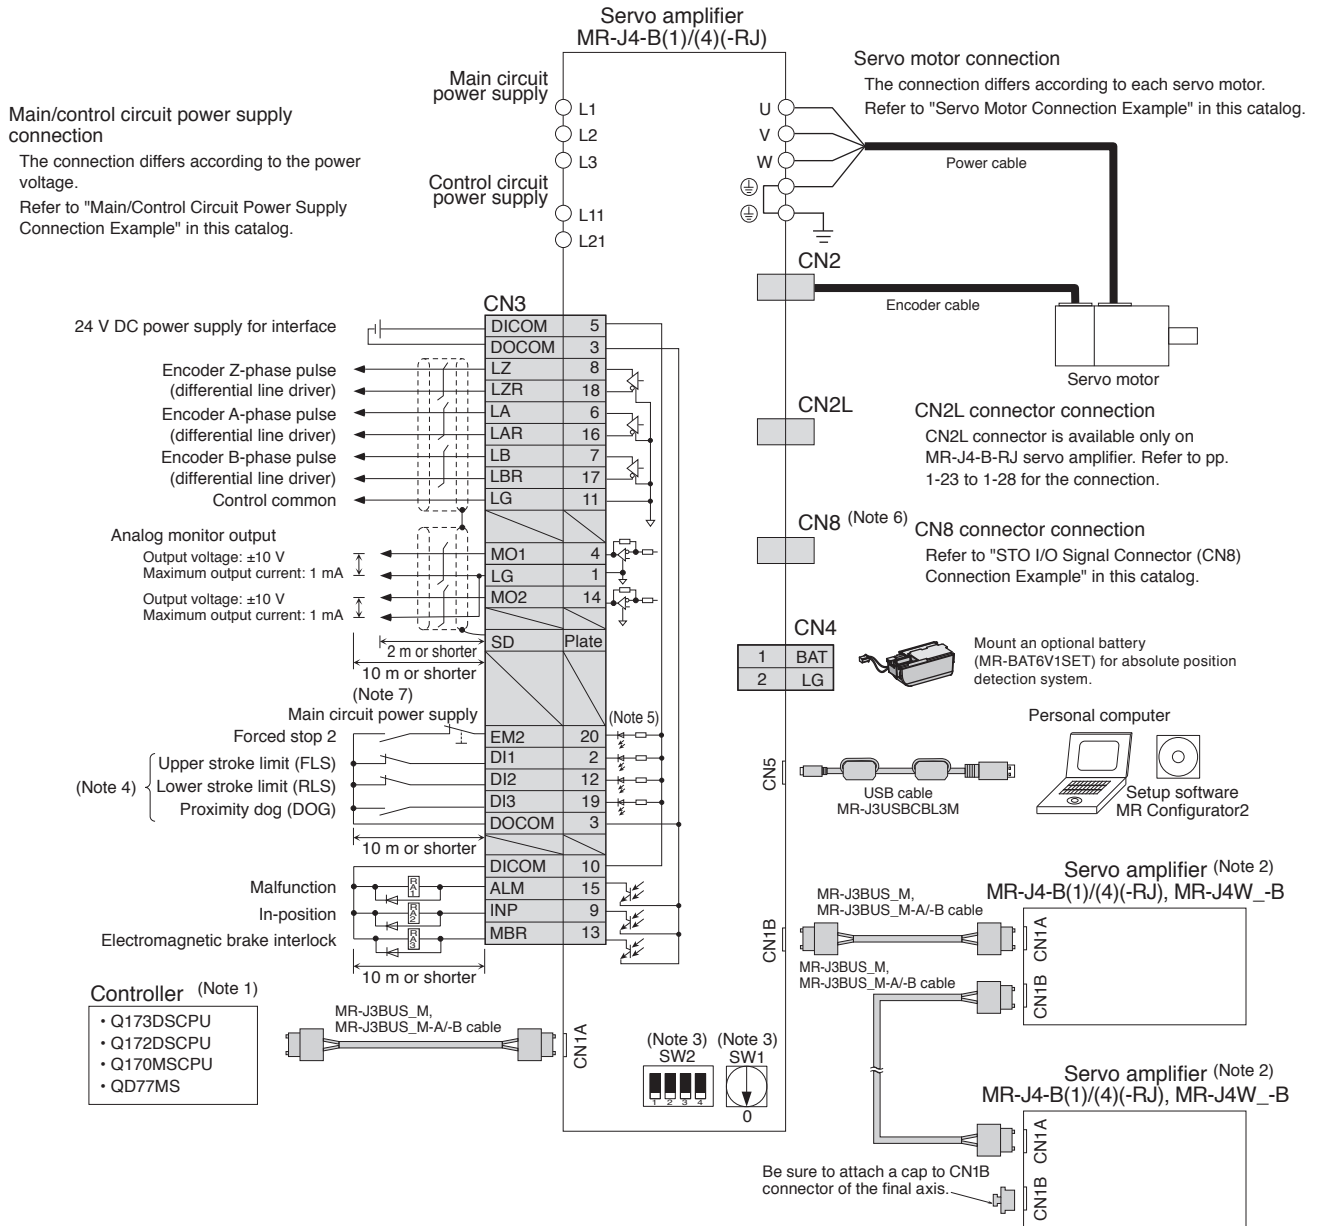 Servo amplifier
MR-J4-B(1)/(4)(-RJ)
Main/control circuit power supply
connection
The connection differs according to the power
voltage.
Refer to "Main/Control Circuit Power Supply
Connection Example" in this catalog.
Main circuit
power supply
L1
L2
L3
Control circuit
power supply
L11
L21
U
V
W
Servo motor connection
The connection differs according to each servo motor.
Refer to "Servo Motor Connection Example" in this catalog.
Power cable
CN2
Encoder cable
Servo motor
CN2L
CN2L connector connection
CN2L connector is available only on
MR-J4-B-RJ servo amplifier. Refer to pp.
1-23 to 1-28 for the connection.
CN8 (Note 6)
CN8 connector connection
Refer to "STO I/O Signal Connector (CN8)
Connection Example" in this catalog.
CN4
1 BAT
2 LG
Mount an optional battery
(MR-BAT6V1SET) for absolute position
detection system.
Personal computer
CN5
USB cable
MR-J3USBCBL3M
Setup software
MR Configurator2
CN3
24 V DC power supply for interface DICOM 5
DOCOM 3
Encoder Z-phase pulse LZ 8
(differential line driver) LZR 18
Encoder A-phase pulse LA 6
(differential line driver) LAR 16
Encoder B-phase pulse LB 7
(differential line driver) LBR 17
Control common LG 11
Analog monitor output
Output voltage: ±10 V MO1 4
Maximum output current: 1 mA LG 1
Output voltage: ±10 V MO2 14
Maximum output current: 1 mA
2 m or shorter SD Plate
10 m or shorter
(Note 7)
Main circuit power supply (Note 5)
Forced stop 2 EM2 20
(Note 4)
Upper stroke limit (FLS) DI1 2
Lower stroke limit (RLS) DI2 12
Proximity dog (DOG) DI3 19
DOCOM 3
10 m or shorter
DICOM 10
Malfunction RA1 ALM 15
In-position RA2 INP 9
Electromagnetic brake interlock RA3 MBR 13
10 m or shorter
Controller (Note 1)
• Q173DSCPU
• Q172DSCPU
• Q170MSCPU
• QD77MS
MR-J3BUS_M,
MR-J3BUS_M-A/-B cable
CN1A
(Note 3)
SW2
1 2 3 4
(Note 3)
SW1
0
CN1B
MR-J3BUS_M,
MR-J3BUS_M-A/-B cable
MR-J3BUS_M,
MR-J3BUS_M-A/-B cable
Servo amplifier (Note 2)
MR-J4-B(1)/(4)(-RJ), MR-J4W_-B
CN1A
CN1B
Servo amplifier (Note 2)
MR-J4-B(1)/(4)(-RJ), MR-J4W_-B
CN1A
CN1B
Be sure to attach a cap to CN1B
connector of the final axis.